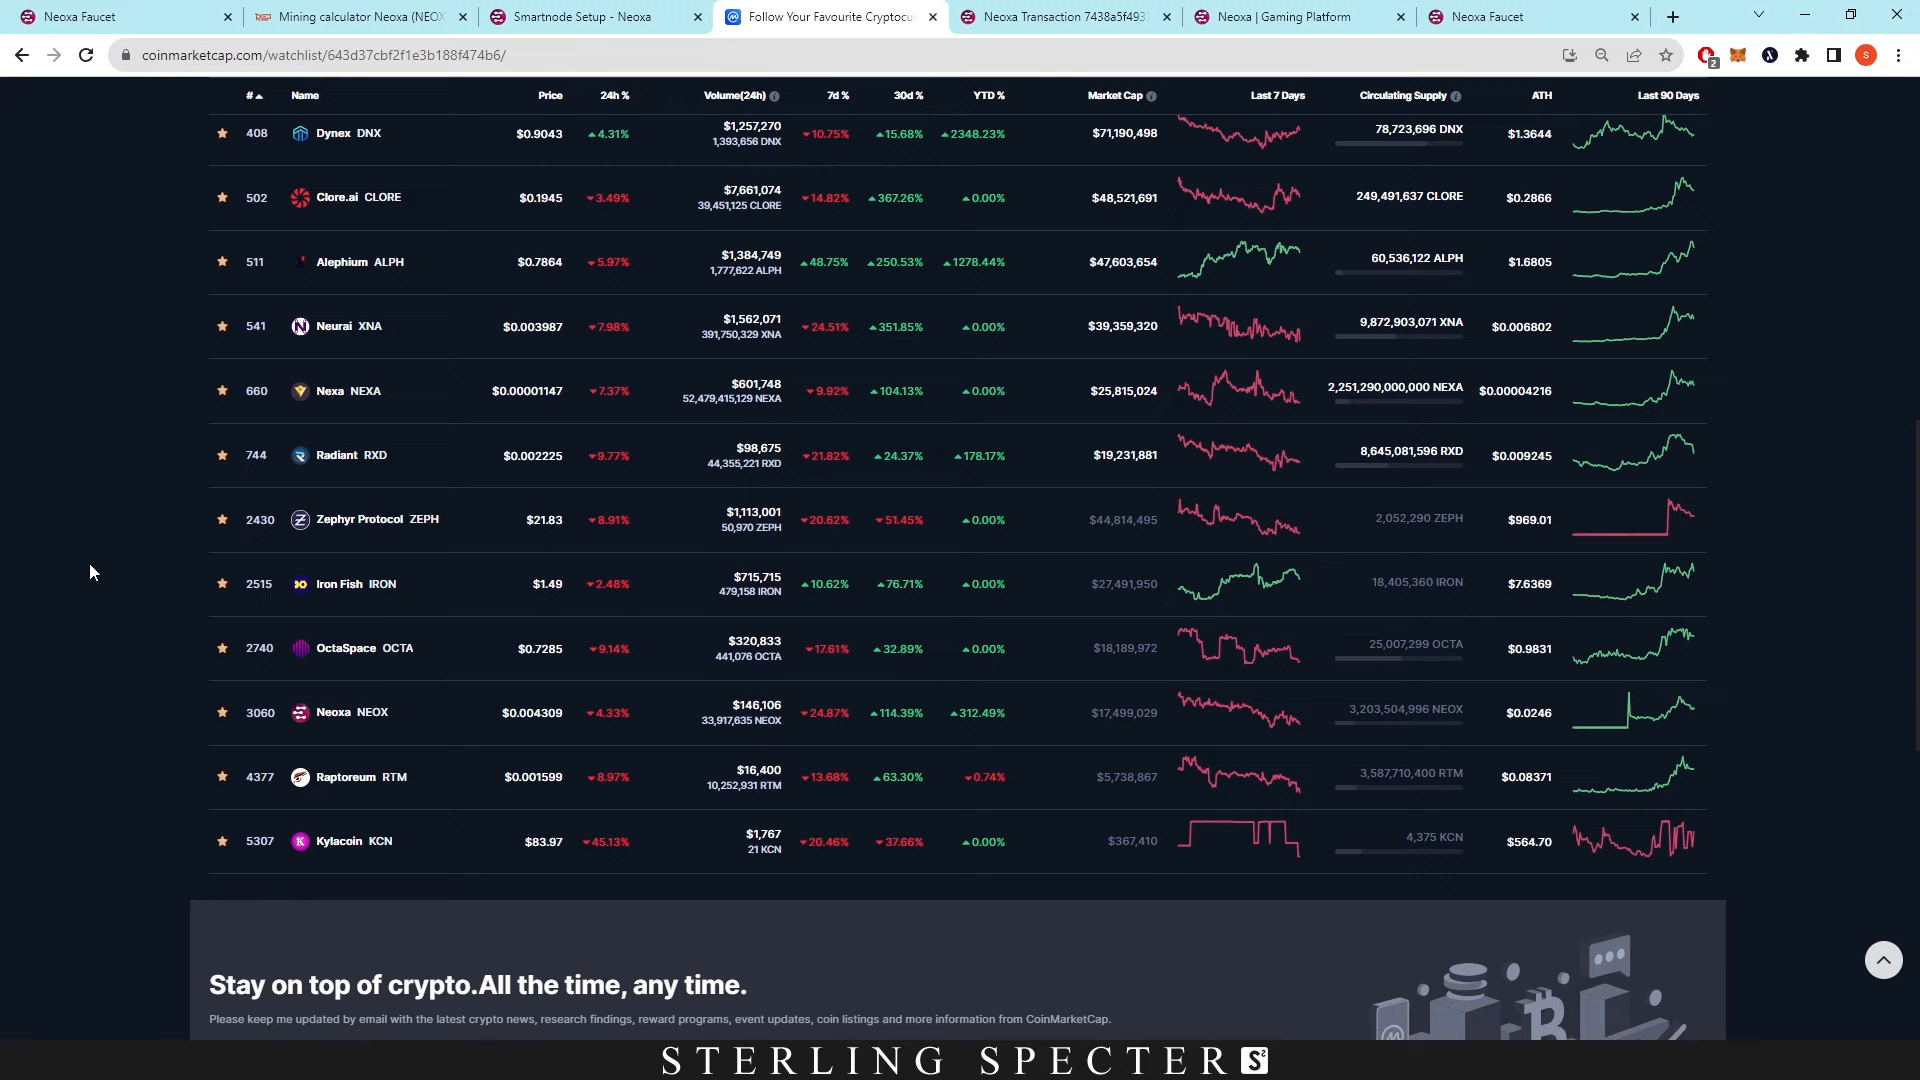 Neoxa Faucet
Mining calculator Neoxa (NEOX
Smartnode Setup - Neoxa
Follow Your Favourite Cryptocu
Neoxa Transaction 7438a5f4937
Neoxa | Gaming Platform
Neoxa Faucet
coinmarketcap.com/watchlist/643d37cbf2f1e3b188f474b6/
2
S
# Name Price 24h % Volume(24h) 7d % 30d % YTD % Market Cap Last 7 Days Circulating Supply ATH Last 90 Days
408 Dynex DNX $0.9043 4.31% $1,257,270 10.75% 15.68% 2348.23% $71,190,498 78,723,696 DNX $1.3644
1,393,656 DNX
502 Clore.ai CLORE $0.1945 3.49% $7,661,074 14.82% 367.26% 0.00% $48,521,691 249,491,637 CLORE $0.2866
39,451,125 CLORE
511 Alephium ALPH $0.7864 5.97% $1,384,749 48.75% 250.53% 1278.44% $47,603,654 60,536,122 ALPH $1.6805
1,777,622 ALPH
541 Neurai XNA $0.003987 7.98% $1,562,071 24.51% 351.85% 0.00% $39,359,320 9,872,903,071 XNA $0.006802
391,750,329 XNA
660 Nexa NEXA $0.00001147 7.37% $601,748 9.92% 104.13% 0.00% $25,815,024 2,251,290,000,000 NEXA $0.00004216
52,479,415,129 NEXA
744 Radiant RXD $0.002225 9.77% $98,675 21.82% 24.37% 178.17% $19,231,881 8,645,081,596 RXD $0.009245
44,355,221 RXD
2430 Zephyr Protocol ZEPH $21.83 8.91% $1,113,001 20.62% 51.45% 0.00% $44,814,495 2,052,290 ZEPH $969.01
50,970 ZEPH
2515 Iron Fish IRON $1.49 2.48% $715,715 10.62% 76.71% 0.00% $27,491,950 18,405,360 IRON $7.6369
479,158 IRON
2740 OctaSpace OCTA $0.7285 9.14% $320,833 17.61% 32.89% 0.00% $18,189,972 25,007,299 OCTA $0.9831
441,076 OCTA
3060 Neoxa NEOX $0.004309 4.33% $146,106 24.87% 114.39% 312.49% $17,499,029 3,203,504,996 NEOX $0.0246
33,917,635 NEOX
4377 Raptoreum RTM $0.001599 8.97% $16,400 13.68% 63.30% 0.74% $5,738,867 3,587,710,400 RTM $0.08371
10,252,931 RTM
5307 Kylacoin KCN $83.97 45.13% $1,767 20.46% 37.66% 0.00% $367,410 4,375 KCN $564.70
21 KCN
Stay on top of crypto.All the time, any time.
Please keep me updated by email with the latest crypto news, research findings, reward programs, event updates, coin listings and more information from CoinMarketCap.
STERLING SPECTER